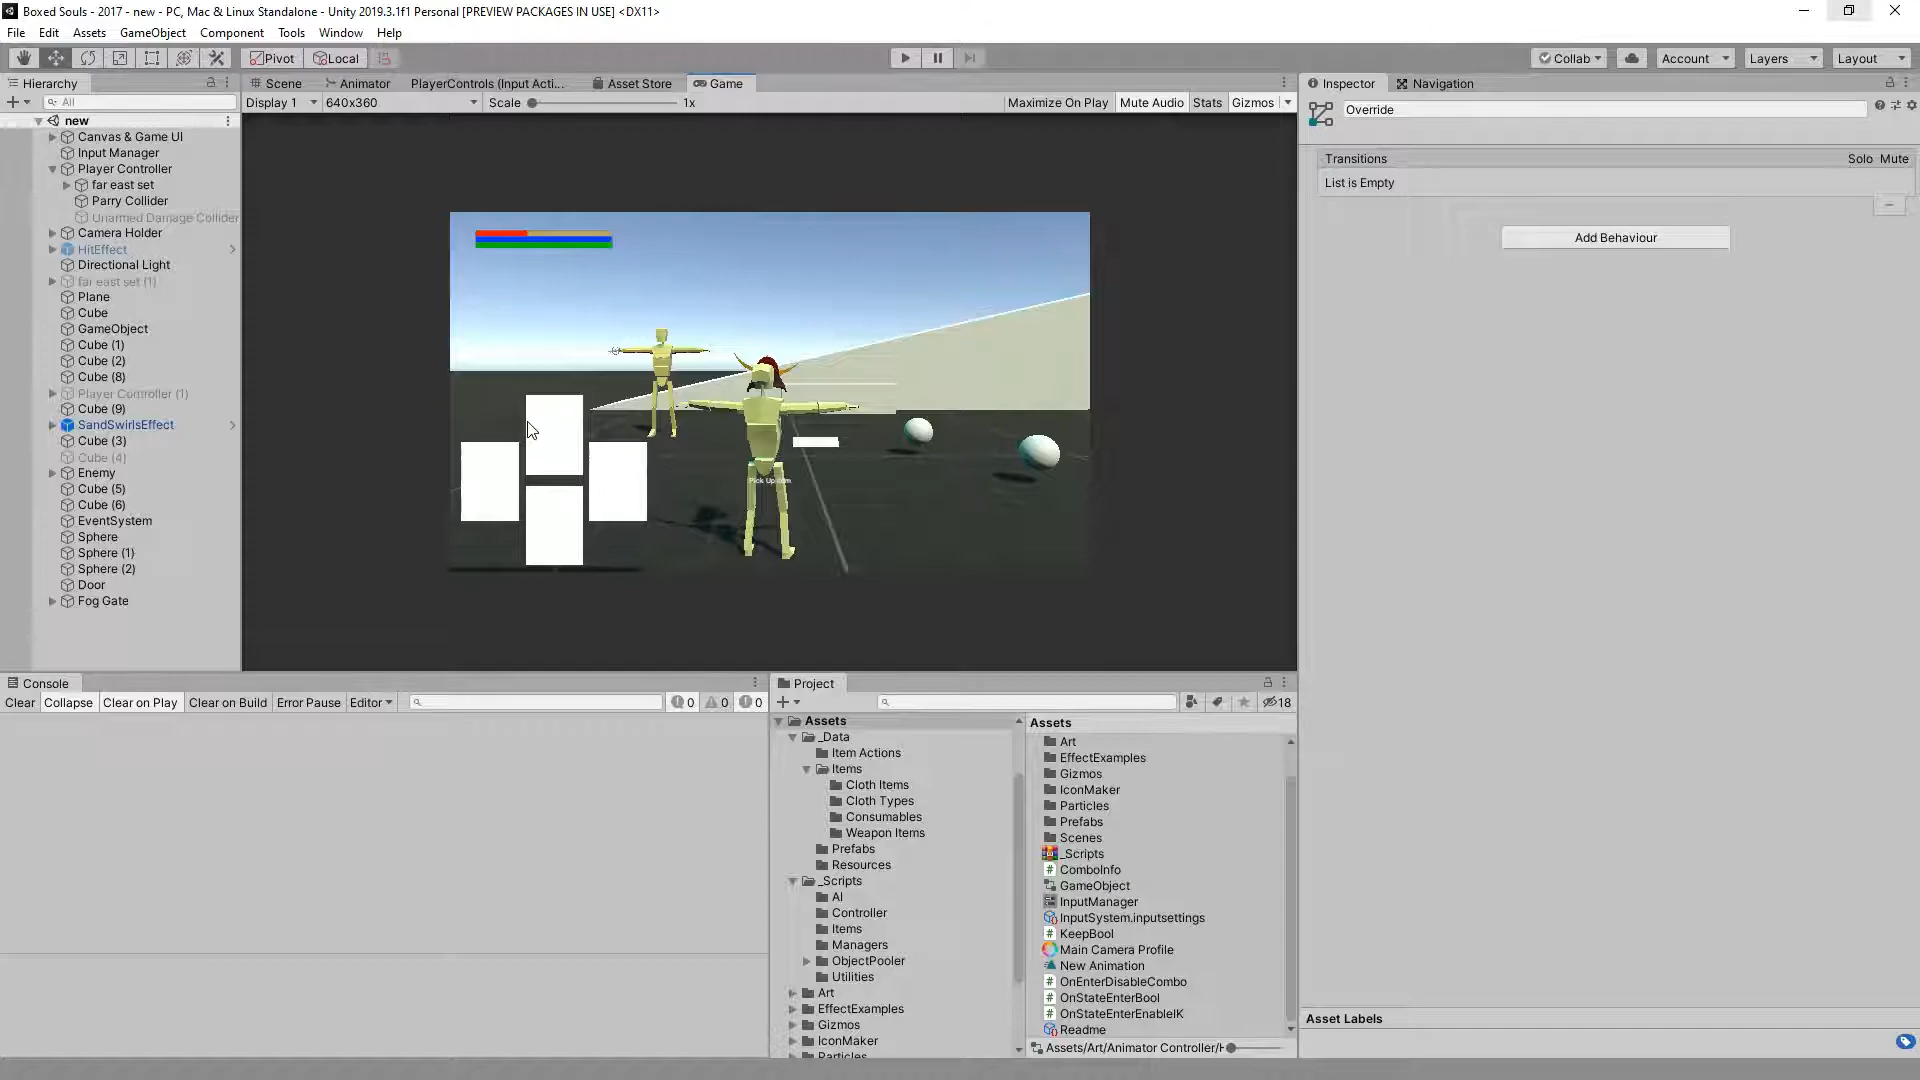 Boxed Souls - 2017 - new - PC, Mac & Linux Standalone - Unity 2019.3.1f1 Personal [PREVIEW PACKAGES IN USE] <DX11>
File Edit Assets GameObject Component Tools Window Help
Pivot Local Collab Account Layers Layout
Hierarchy Scene Animator PlayerControls (Input Acti... Asset Store Game Inspector Navigation
All Display 1 640x360 Scale 1x Maximize On Play Mute Audio Stats Gizmos
new
Canvas & Game UI
Input Manager
Player Controller
far east set
Parry Collider
Unarmed Damage Collider
Camera Holder
HitEffect
Directional Light
far east set (1)
Plane
Cube
GameObject
Cube (1)
Cube (2)
Cube (8)
Player Controller (1)
Cube (9)
SandSwirlsEffect
Cube (3)
Cube (4)
Enemy
Cube (5)
Cube (6)
EventSystem
Sphere
Sphere (1)
Sphere (2)
Door
Fog Gate
Override
Transitions Solo Mute
List is Empty
Add Behaviour
Asset Labels
Console
Clear Collapse Clear on Play Clear on Build Error Pause Editor 0 0 0
Project
18
Assets
_Data
Item Actions
Items
Cloth Items
Cloth Types
Consumables
Weapon Items
Prefabs
Resources
_Scripts
AI
Controller
Items
Managers
ObjectPooler
Utilities
Art
EffectExamples
Gizmos
IconMaker
Particles
Assets
Art
EffectExamples
Gizmos
IconMaker
Particles
Prefabs
Scenes
_Scripts
ComboInfo
GameObject
InputManager
InputSystem.inputsettings
KeepBool
Main Camera Profile
New Animation
OnEnterDisableCombo
OnStateEnterBool
OnStateEnterEnableIK
Readme
Assets/Art/Animator Controller/H